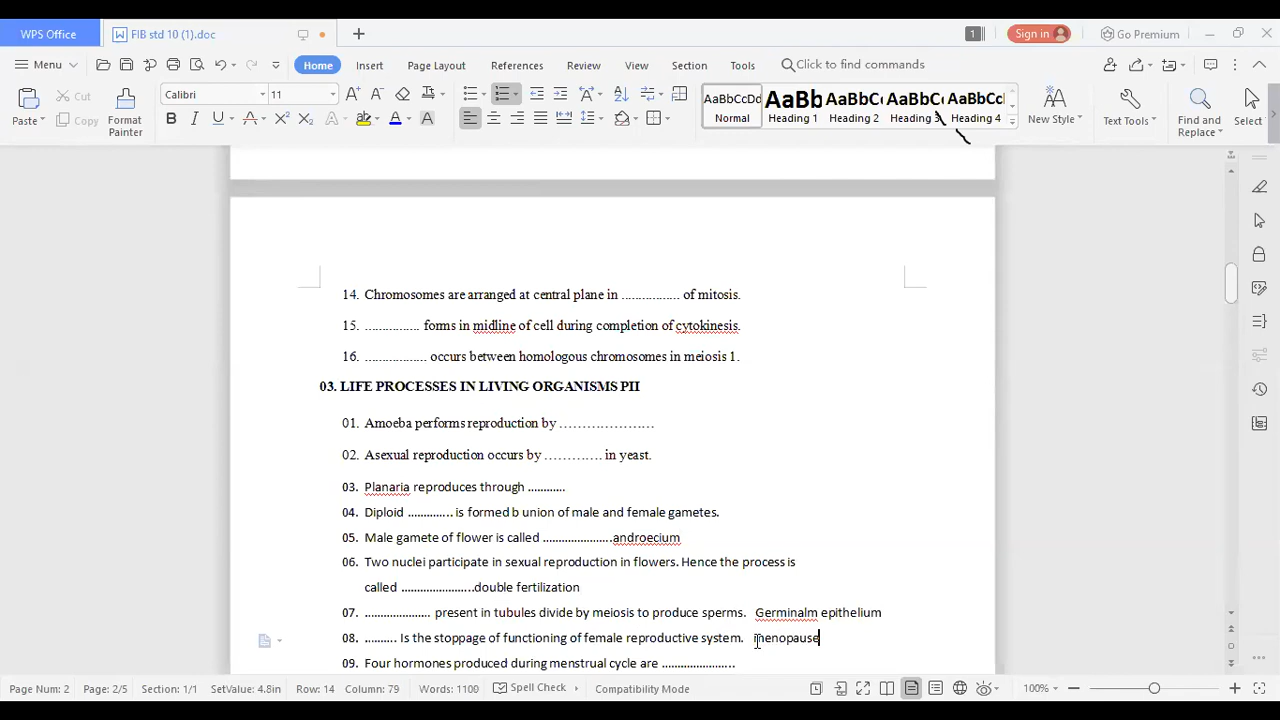 WPS Office FIB std 10 (1).doc 1 Sign in Go Premium
Menu Home Insert Page Layout References Review View Section Tools Click to find commands
Calibri 11 AaBbCcDd AaBb AaBbC AaBbC AaBbCc
Paste Cut Copy Format Painter Normal Heading 1 Heading 2 Heading 3 Heading 4 New Style Text Tools Find and Replace Select
14. Chromosomes are arranged at central plane in ................ of mitosis.
15. ............... forms in midline of cell during completion of cytokinesis.
16. ................. occurs between homologous chromosomes in meiosis 1.
03. LIFE PROCESSES IN LIVING ORGANISMS PII
01. Amoeba performs reproduction by ……………………
02. Asexual reproduction occurs by …………. in yeast.
03. Planaria reproduces through ............
04. Diploid .............. is formed b union of male and female gametes.
05. Male gamete of flower is called ......................androecium
06. Two nuclei participate in sexual reproduction in flowers. Hence the process is
called .......................double fertilization
07. ..................... present in tubules divide by meiosis to produce sperms. Germinalm epithelium
08. .......... Is the stoppage of functioning of female reproductive system. menopause
09. Four hormones produced during menstrual cycle are .......................
Page Num: 2 Page: 2/5 Section: 1/1 SetValue: 4.8in Row: 14 Column: 79 Words: 1100 Spell Check Compatibility Mode 100%